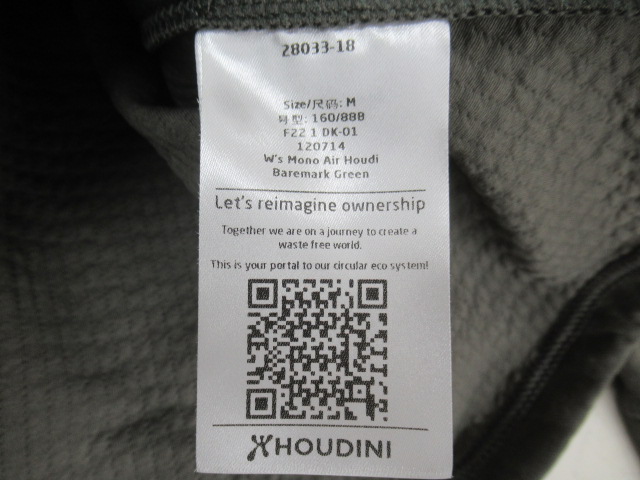 28033-18
Size/尺码: M
号型: 160/88B
F22 1 DK-01
120714
W's Mono Air Houdi
Baremark Green
Let's reimagine ownership
Together we are on a journey to create a
waste free world.
This is your portal to our circular eco system!
HOUDINI